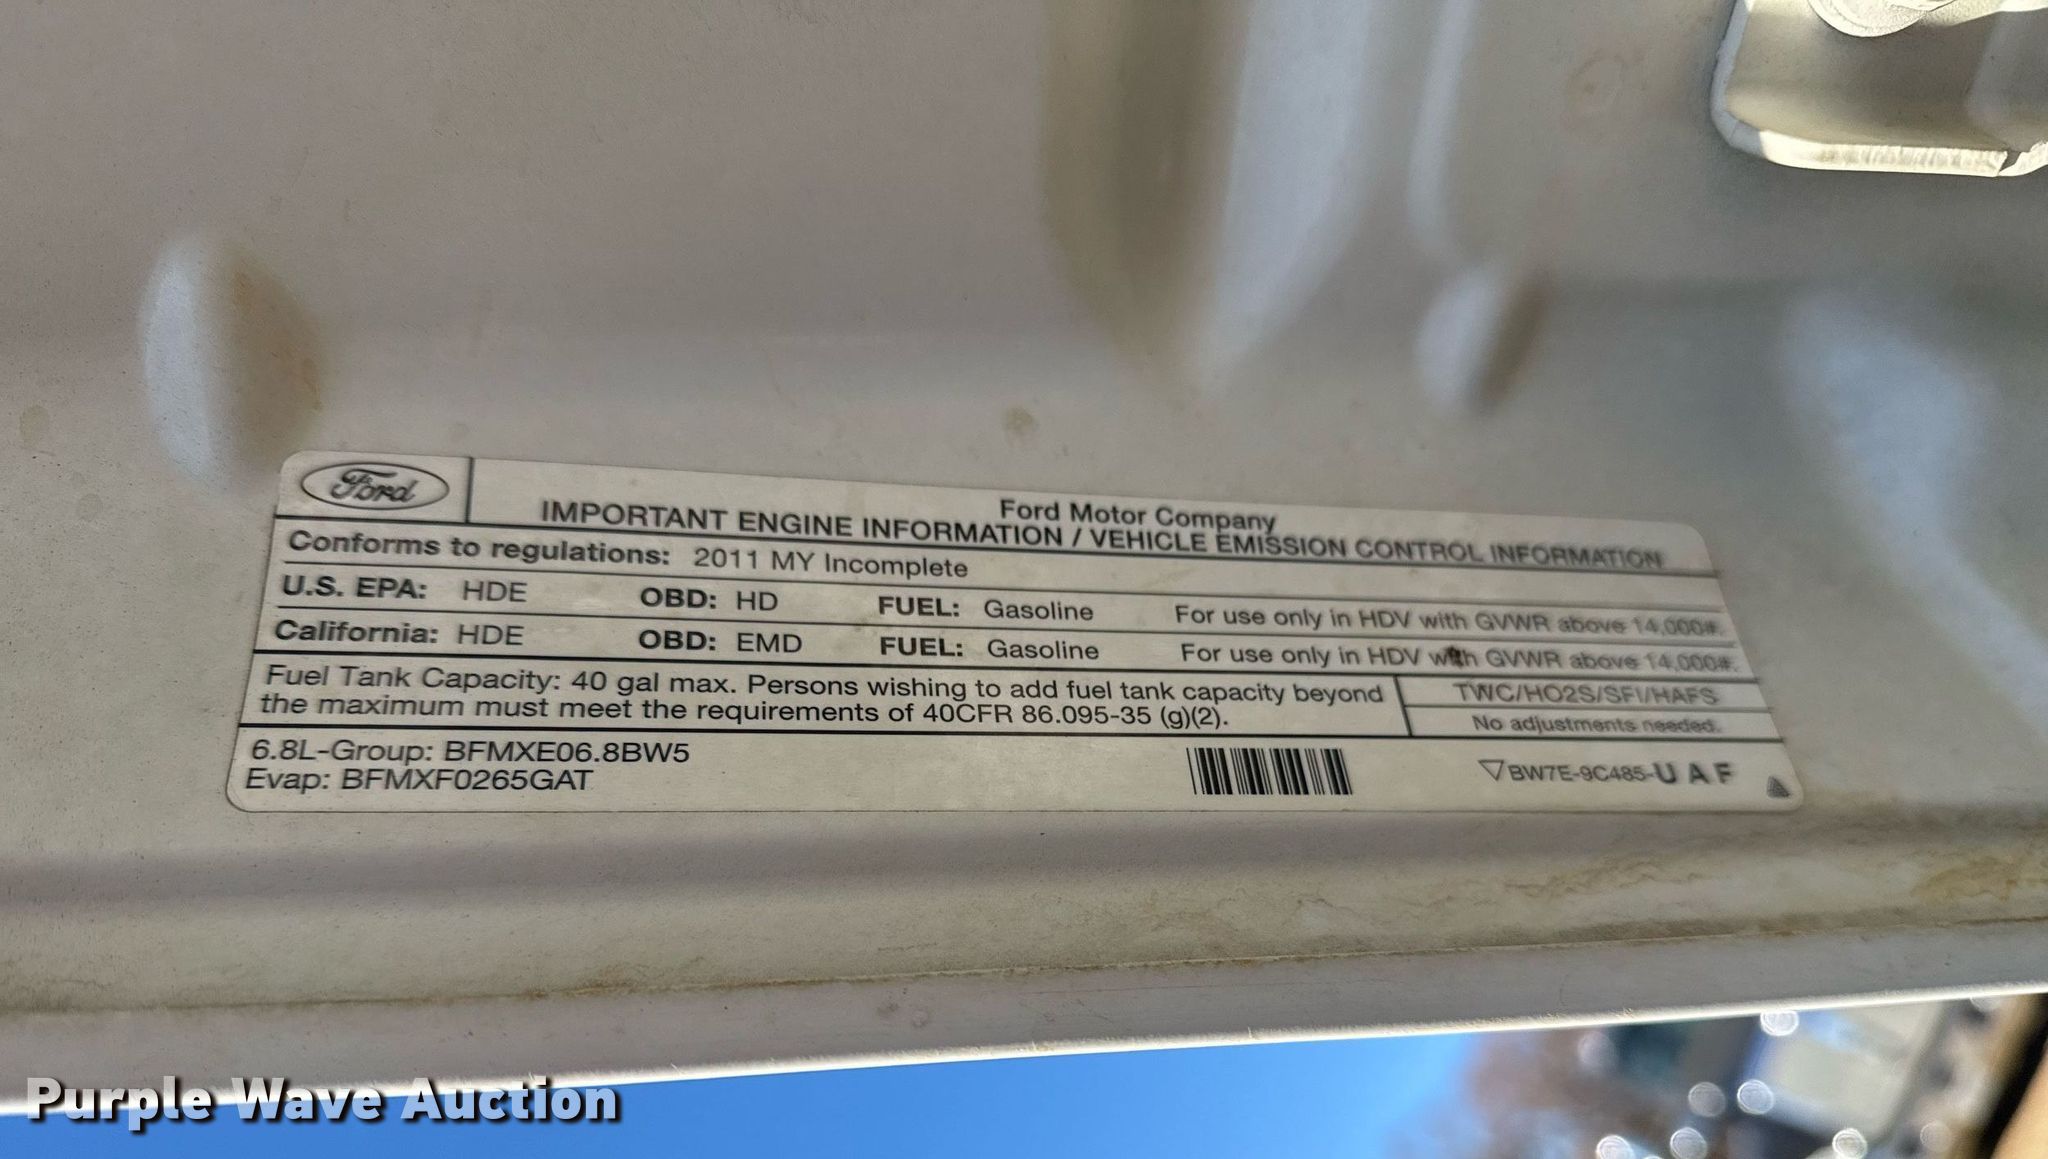 Ford
Ford Motor Company
IMPORTANT ENGINE INFORMATION / VEHICLE EMISSION CONTROL INFORMATION
Conforms to regulations: 2011 MY Incomplete
U.S. EPA: HDE OBD: HD FUEL: Gasoline For use only in HDV with GVWR above 14,000#.
California: HDE OBD: EMD FUEL: Gasoline For use only in HDV with GVWR above 14,000#.
Fuel Tank Capacity: 40 gal max. Persons wishing to add fuel tank capacity beyond
the maximum must meet the requirements of 40CFR 86.095-35 (g)(2).
TWC/HO2S/SFI/HAFS
No adjustments needed.
6.8L-Group: BFMXE06.8BW5
Evap: BFMXF0265GAT
▽BW7E-9C485-U A F
Purple Wave Auction